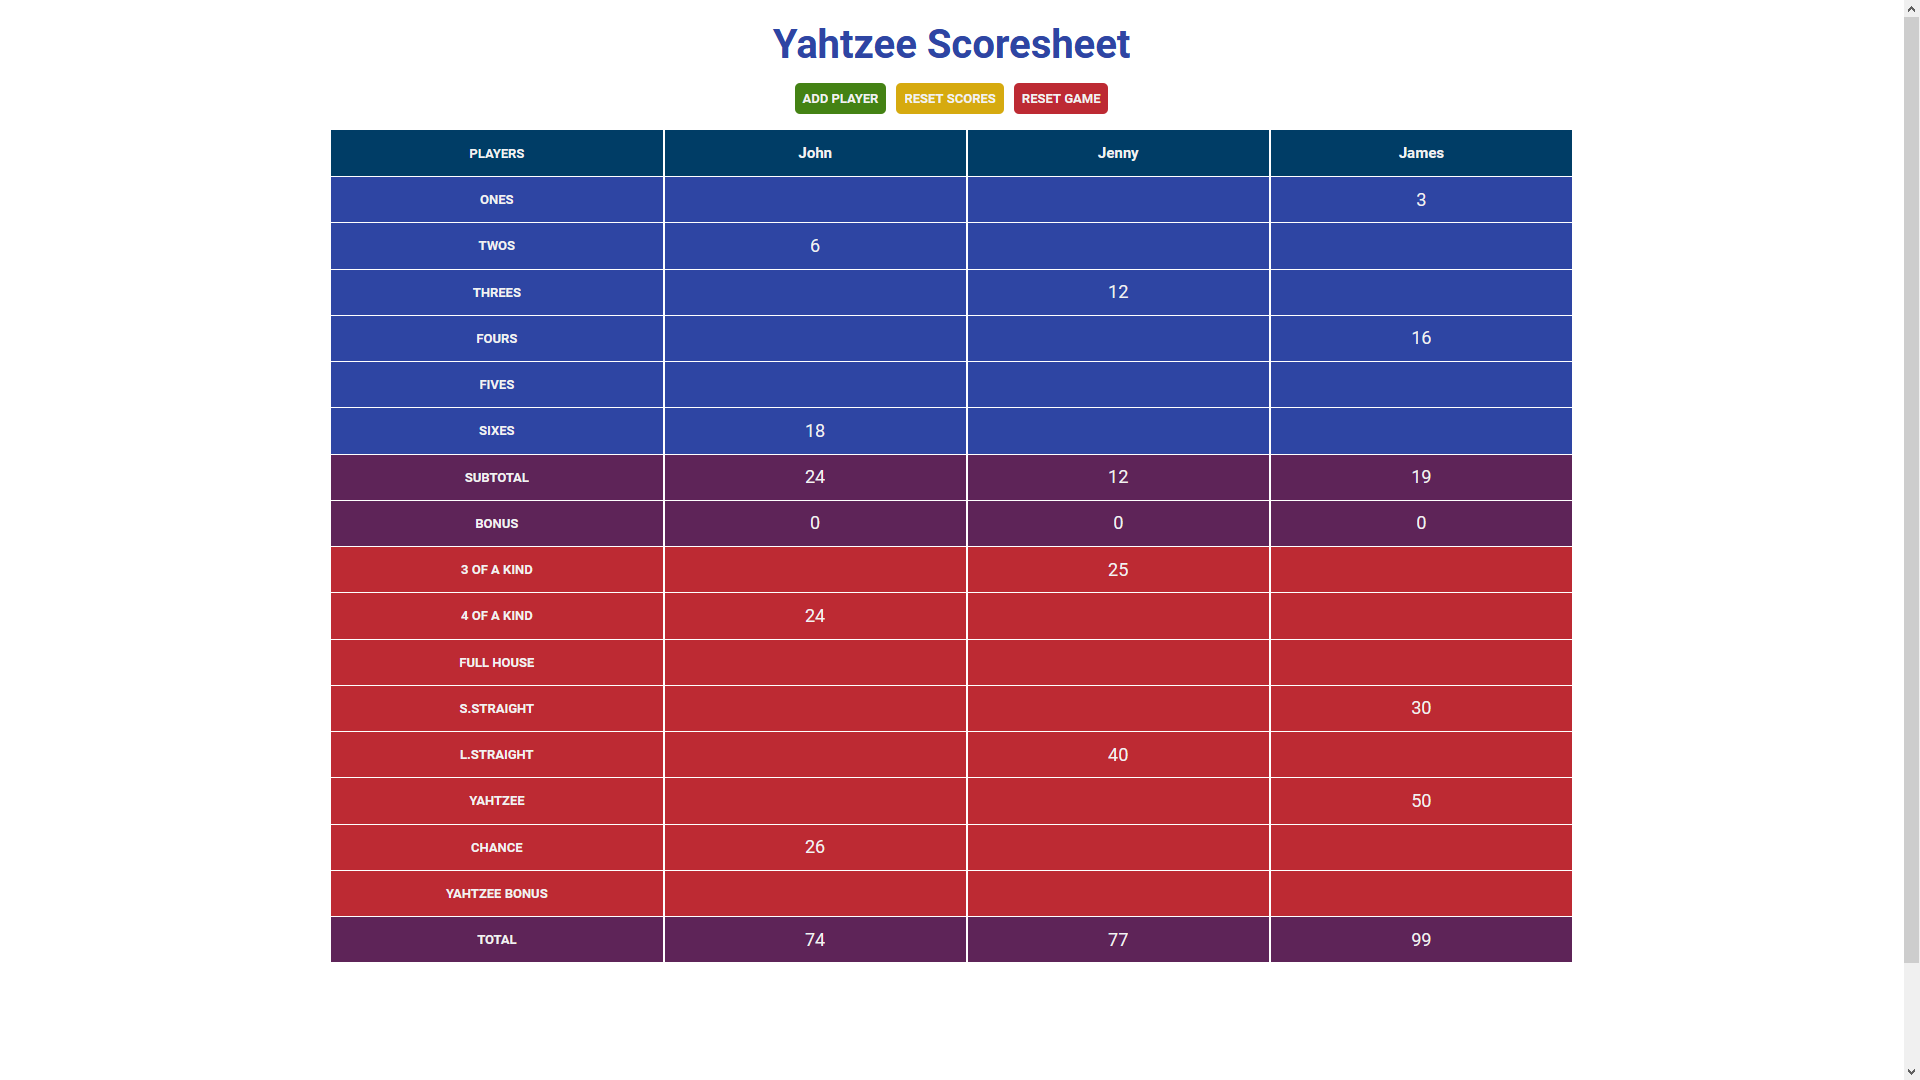 Yahtzee Scoresheet
ADD PLAYER RESET SCORES RESET GAME
PLAYERS John Jenny James
ONES 3
TWOS 6
THREES 12
FOURS 16
FIVES
SIXES 18
SUBTOTAL 24 12 19
BONUS 0 0 0
3 OF A KIND 25
4 OF A KIND 24
FULL HOUSE
S.STRAIGHT 30
L.STRAIGHT 40
YAHTZEE 50
CHANCE 26
YAHTZEE BONUS
TOTAL 74 77 99